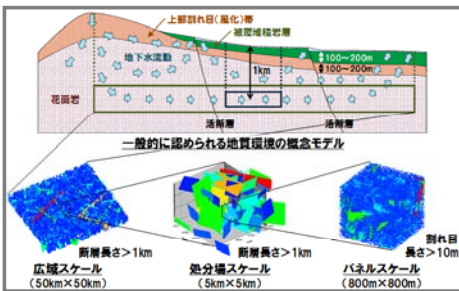 上部割れ目（風化）帯
被覆堆積岩層
地下水流動
1km
100～200m
100～200m
花崗岩
活断層
活断層
一般的に認められる地質環境の概念モデル
断層長さ＞1km
断層長さ＞1km
割れ目
長さ＞10m
広域スケール
（50km×50km）
処分場スケール
（5km×5km）
パネルスケール
（800m×800m）